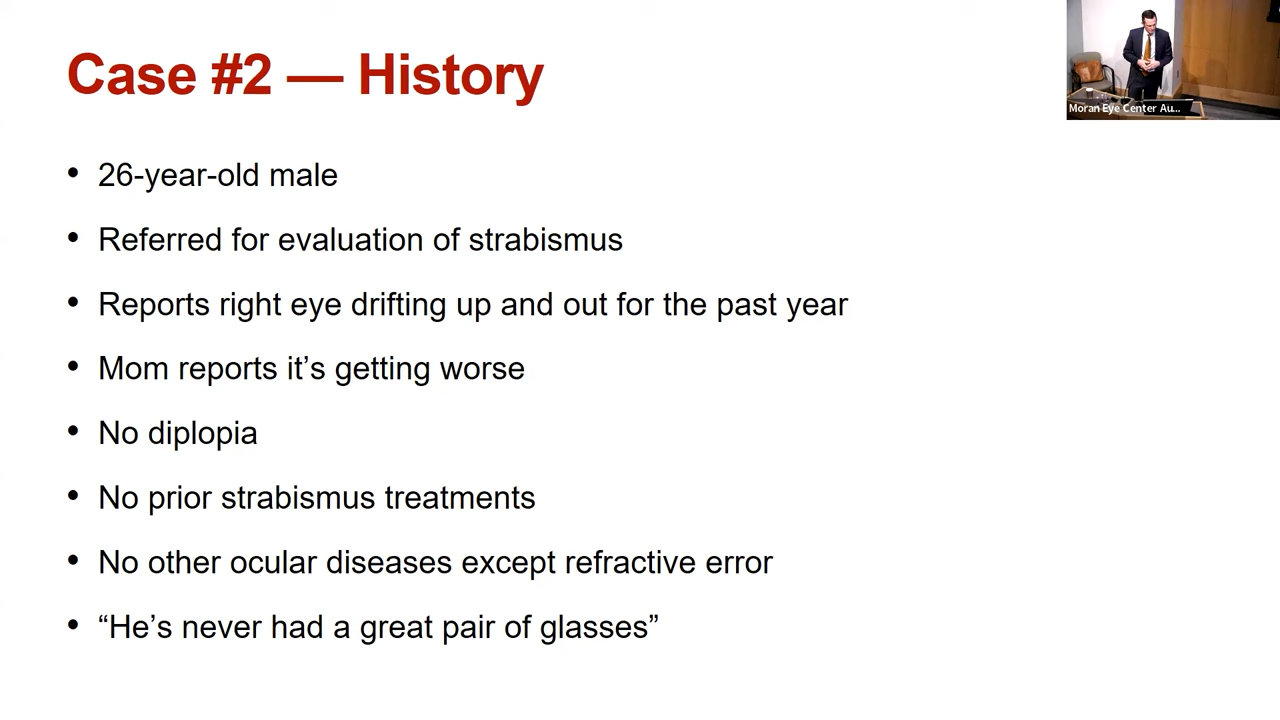 Case #2 — History
Moran Eye Center Au...
• 26-year-old male
• Referred for evaluation of strabismus
• Reports right eye drifting up and out for the past year
• Mom reports it’s getting worse
• No diplopia
• No prior strabismus treatments
• No other ocular diseases except refractive error
• “He’s never had a great pair of glasses”